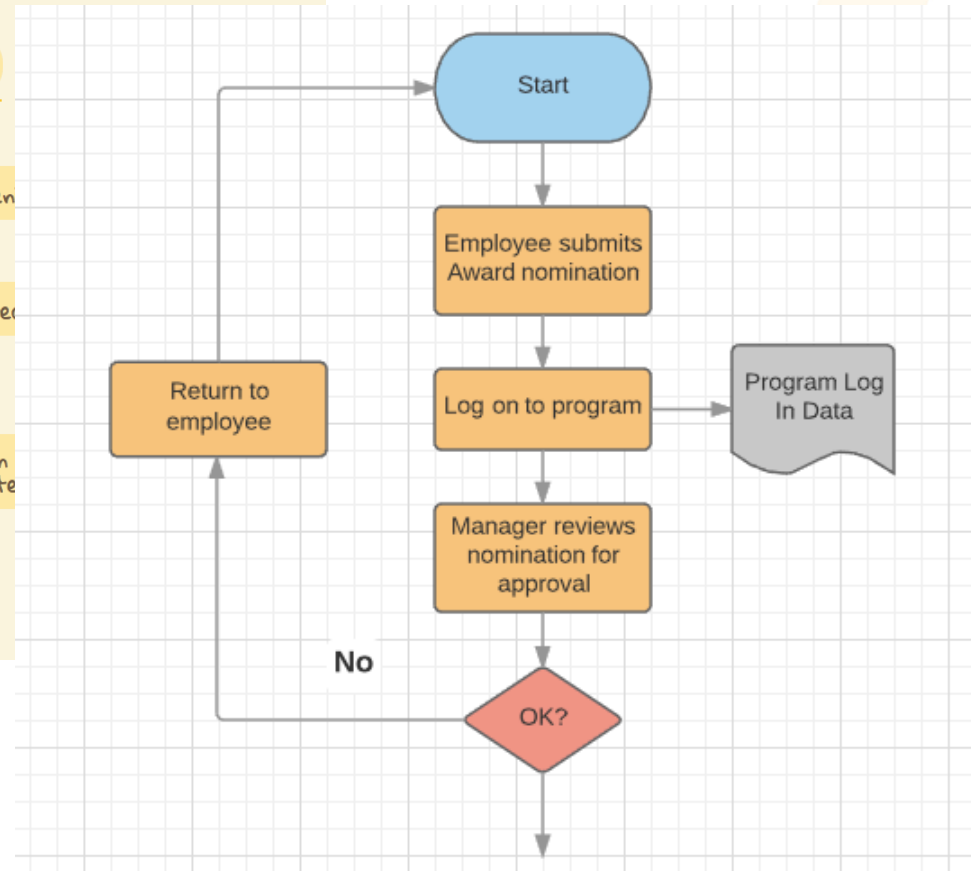 Start
Employee submits
Award nomination
Log on to program
Program Log
In Data
Return to
employee
Manager reviews
nomination for
approval
No
OK?